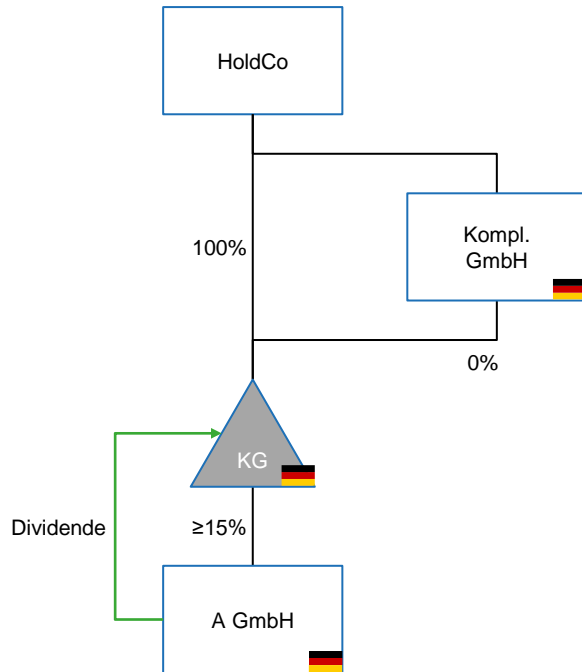 HoldCo
Kompl.
GmbH
100%
0%
KG
Dividende
≥15%
A GmbH